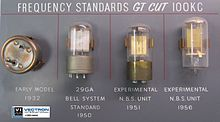 FREQUENCY STANDARDS GT CUT 100KC
EARLY MODEL
1932
29GA
BELL SYSTEM
STANDARD
1950
EXPERIMENTAL
N.B.S. UNIT
1951
EXPERIMENTAL
N.B.S. UNIT
1956
VECTRON